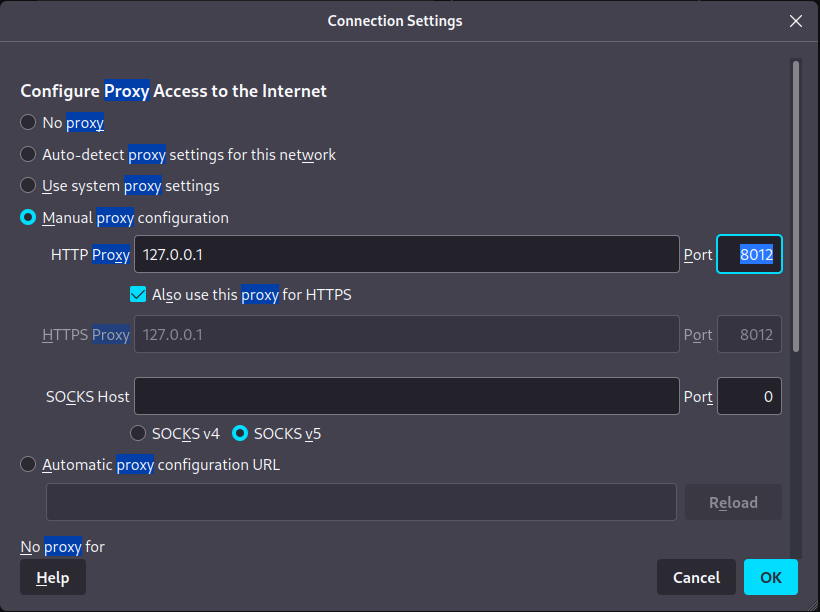 Connection Settings
Configure Proxy Access to the Internet
No proxy
Auto-detect proxy settings for this network
Use system proxy settings
Manual proxy configuration
HTTP Proxy 127.0.0.1 Port 8012
Also use this proxy for HTTPS
HTTPS Proxy 127.0.0.1 Port 8012
SOCKS Host Port 0
SOCKS v4 SOCKS v5
Automatic proxy configuration URL
Reload
No proxy for
Help Cancel OK